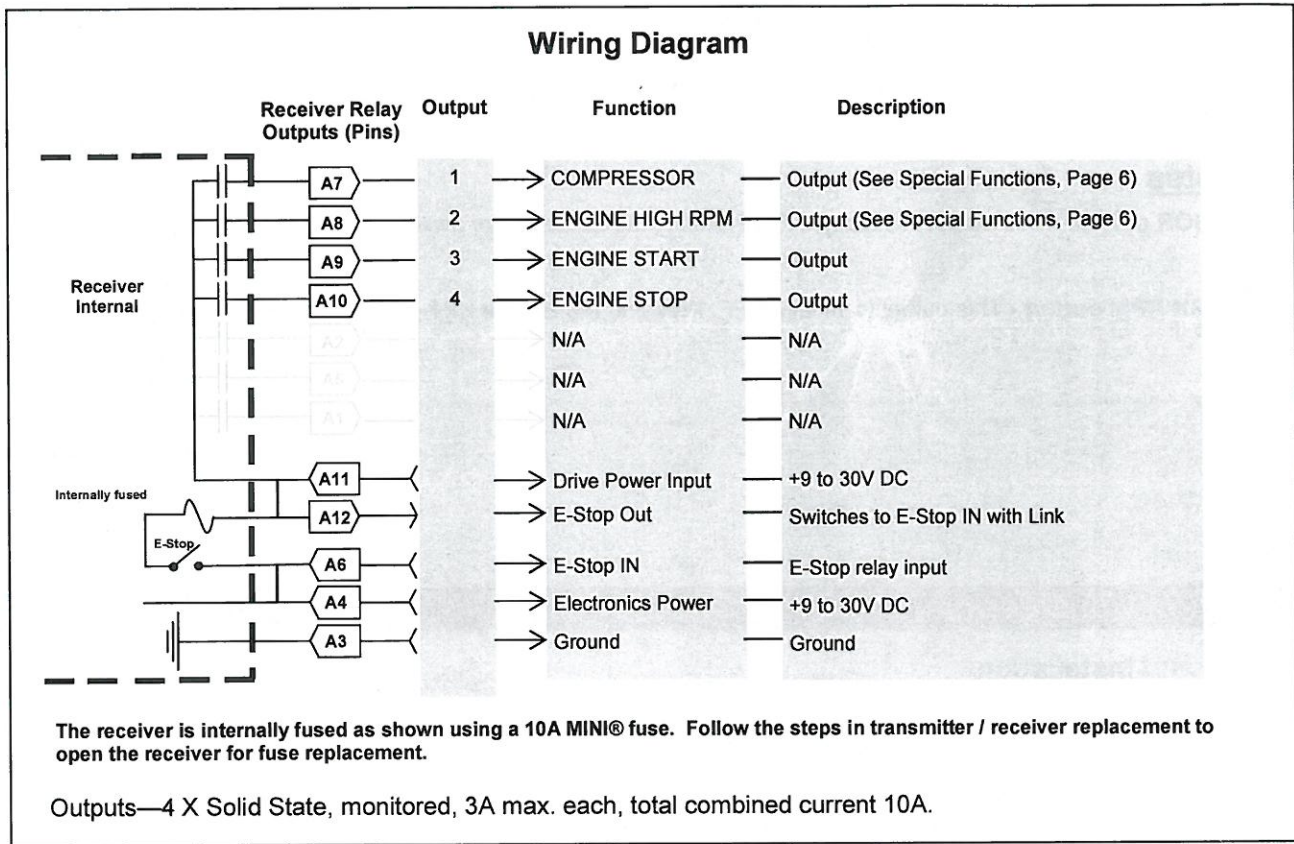 Wiring Diagram
Receiver Relay Outputs (Pins) Output Function Description
A7 1 COMPRESSOR Output (See Special Functions, Page 6)
A8 2 ENGINE HIGH RPM Output (See Special Functions, Page 6)
A9 3 ENGINE START Output
Receiver Internal
A10 4 ENGINE STOP Output
A2 N/A N/A
A5 N/A N/A
A1 N/A N/A
A11 Drive Power Input +9 to 30V DC
Internally fused
A12 E-Stop Out Switches to E-Stop IN with Link
E-Stop
A6 E-Stop IN E-Stop relay input
A4 Electronics Power +9 to 30V DC
A3 Ground Ground
The receiver is internally fused as shown using a 10A MINI® fuse. Follow the steps in transmitter / receiver replacement to
open the receiver for fuse replacement.
Outputs—4 X Solid State, monitored, 3A max. each, total combined current 10A.